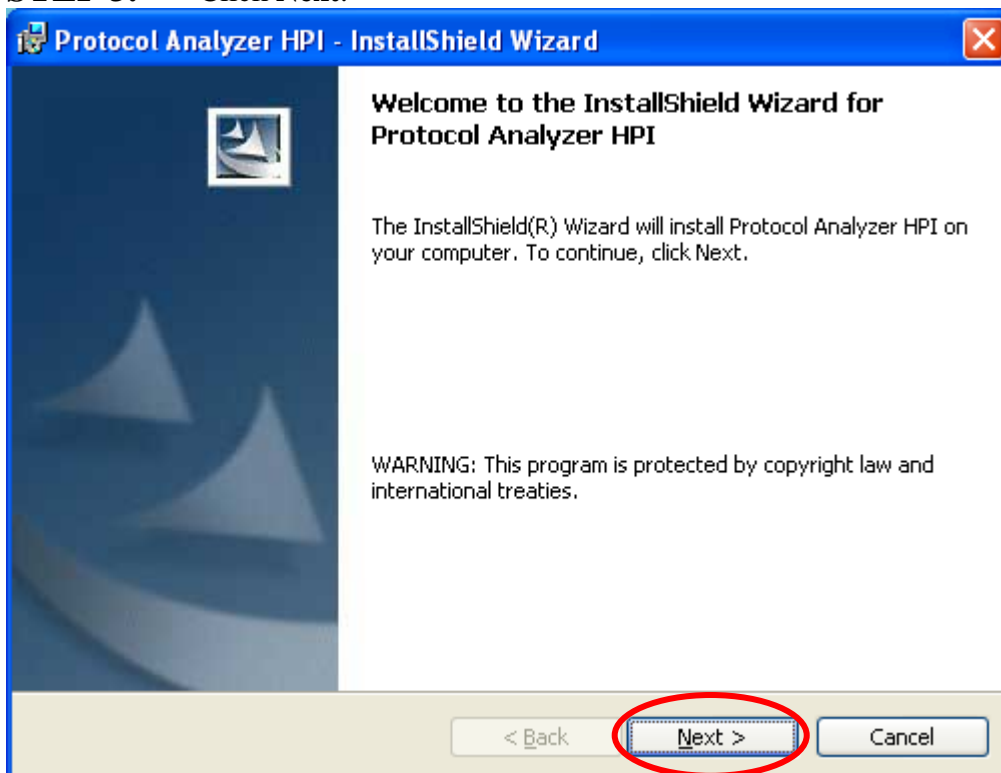 Protocol Analyzer HPI - InstallShield Wizard
Welcome to the InstallShield Wizard for
Protocol Analyzer HPI
The InstallShield(R) Wizard will install Protocol Analyzer HPI on
your computer. To continue, click Next.
WARNING: This program is protected by copyright law and
international treaties.
< Back
Next >
Cancel